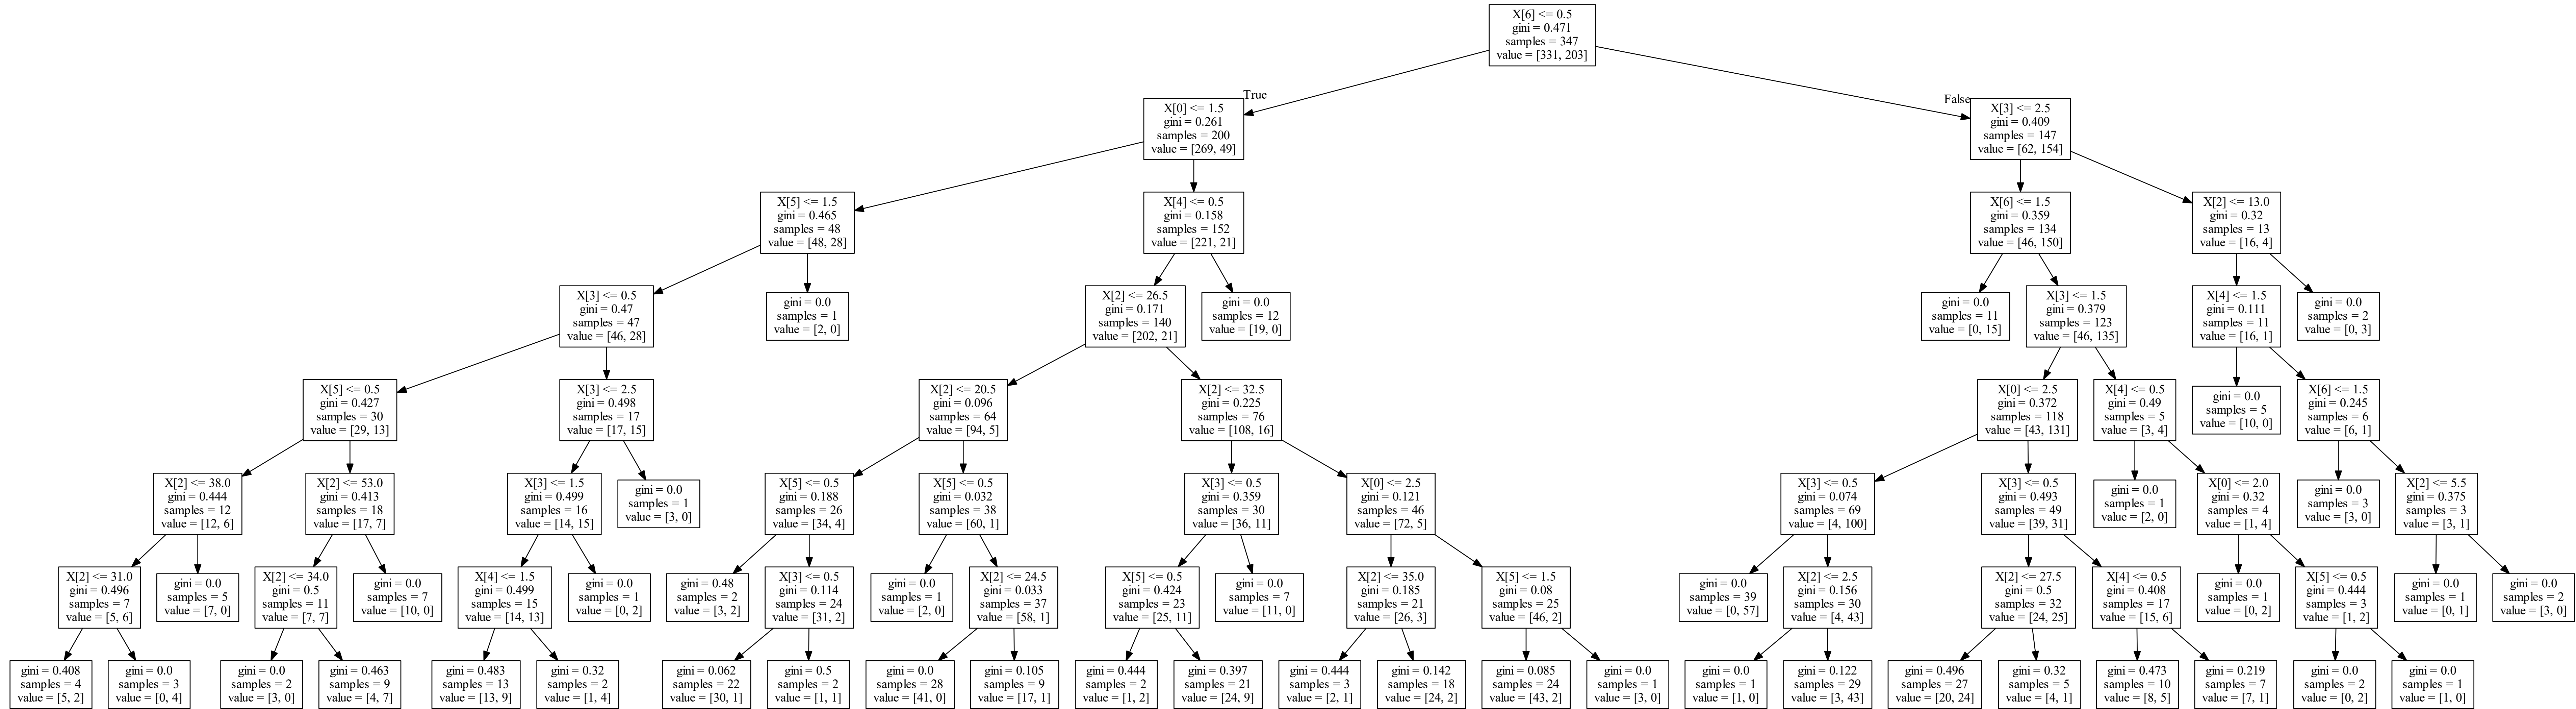 X[6] <= 0.5
gini = 0.471
samples = 347
value = [331, 203]
True
False
X[0] <= 1.5
gini = 0.261
samples = 200
value = [269, 49]
X[3] <= 2.5
gini = 0.409
samples = 147
value = [62, 154]
X[5] <= 1.5
gini = 0.465
samples = 48
value = [48, 28]
X[4] <= 0.5
gini = 0.158
samples = 152
value = [221, 21]
X[6] <= 1.5
gini = 0.359
samples = 134
value = [46, 150]
X[2] <= 13.0
gini = 0.32
samples = 13
value = [16, 4]
X[3] <= 0.5
gini = 0.47
samples = 47
value = [46, 28]
gini = 0.0
samples = 1
value = [2, 0]
X[2] <= 26.5
gini = 0.171
samples = 140
value = [202, 21]
gini = 0.0
samples = 12
value = [19, 0]
gini = 0.0
samples = 11
value = [0, 15]
X[3] <= 1.5
gini = 0.379
samples = 123
value = [46, 135]
X[4] <= 1.5
gini = 0.111
samples = 11
value = [16, 1]
gini = 0.0
samples = 2
value = [0, 3]
X[5] <= 0.5
gini = 0.427
samples = 30
value = [29, 13]
X[3] <= 2.5
gini = 0.498
samples = 17
value = [17, 15]
X[2] <= 20.5
gini = 0.096
samples = 64
value = [94, 5]
X[2] <= 32.5
gini = 0.225
samples = 76
value = [108, 16]
X[0] <= 2.5
gini = 0.372
samples = 118
value = [43, 131]
X[4] <= 0.5
gini = 0.49
samples = 5
value = [3, 4]
gini = 0.0
samples = 5
value = [10, 0]
X[6] <= 1.5
gini = 0.245
samples = 6
value = [6, 1]
X[2] <= 38.0
gini = 0.444
samples = 12
value = [12, 6]
X[2] <= 53.0
gini = 0.413
samples = 18
value = [17, 7]
X[3] <= 1.5
gini = 0.499
samples = 16
value = [14, 15]
gini = 0.0
samples = 1
value = [3, 0]
X[5] <= 0.5
gini = 0.188
samples = 26
value = [34, 4]
X[5] <= 0.5
gini = 0.032
samples = 38
value = [60, 1]
X[3] <= 0.5
gini = 0.359
samples = 30
value = [36, 11]
X[0] <= 2.5
gini = 0.121
samples = 46
value = [72, 5]
X[3] <= 0.5
gini = 0.074
samples = 69
value = [4, 100]
X[3] <= 0.5
gini = 0.493
samples = 49
value = [39, 31]
gini = 0.0
samples = 1
value = [2, 0]
X[0] <= 2.0
gini = 0.32
samples = 4
value = [1, 4]
gini = 0.0
samples = 3
value = [3, 0]
X[2] <= 5.5
gini = 0.375
samples = 3
value = [3, 1]
X[2] <= 31.0
gini = 0.496
samples = 7
value = [5, 6]
gini = 0.0
samples = 5
value = [7, 0]
X[2] <= 34.0
gini = 0.5
samples = 11
value = [7, 7]
gini = 0.0
samples = 7
value = [10, 0]
X[4] <= 1.5
gini = 0.499
samples = 15
value = [14, 13]
gini = 0.0
samples = 1
value = [0, 2]
gini = 0.48
samples = 2
value = [3, 2]
X[3] <= 0.5
gini = 0.114
samples = 24
value = [31, 2]
gini = 0.0
samples = 1
value = [2, 0]
X[2] <= 24.5
gini = 0.033
samples = 37
value = [58, 1]
X[5] <= 0.5
gini = 0.424
samples = 23
value = [25, 11]
gini = 0.0
samples = 7
value = [11, 0]
X[2] <= 35.0
gini = 0.185
samples = 21
value = [26, 3]
X[5] <= 1.5
gini = 0.08
samples = 25
value = [46, 2]
gini = 0.0
samples = 39
value = [0, 57]
X[2] <= 2.5
gini = 0.156
samples = 30
value = [4, 43]
X[2] <= 27.5
gini = 0.5
samples = 32
value = [24, 25]
X[4] <= 0.5
gini = 0.408
samples = 17
value = [15, 6]
gini = 0.0
samples = 1
value = [0, 2]
X[5] <= 0.5
gini = 0.444
samples = 3
value = [1, 2]
gini = 0.0
samples = 1
value = [0, 1]
gini = 0.0
samples = 2
value = [3, 0]
gini = 0.408
samples = 4
value = [5, 2]
gini = 0.0
samples = 3
value = [0, 4]
gini = 0.0
samples = 2
value = [3, 0]
gini = 0.463
samples = 9
value = [4, 7]
gini = 0.483
samples = 13
value = [13, 9]
gini = 0.32
samples = 2
value = [1, 4]
gini = 0.062
samples = 22
value = [30, 1]
gini = 0.5
samples = 2
value = [1, 1]
gini = 0.0
samples = 28
value = [41, 0]
gini = 0.105
samples = 9
value = [17, 1]
gini = 0.444
samples = 2
value = [1, 2]
gini = 0.397
samples = 21
value = [24, 9]
gini = 0.444
samples = 3
value = [2, 1]
gini = 0.142
samples = 18
value = [24, 2]
gini = 0.085
samples = 24
value = [43, 2]
gini = 0.0
samples = 1
value = [3, 0]
gini = 0.0
samples = 1
value = [1, 0]
gini = 0.122
samples = 29
value = [3, 43]
gini = 0.496
samples = 27
value = [20, 24]
gini = 0.32
samples = 5
value = [4, 1]
gini = 0.473
samples = 10
value = [8, 5]
gini = 0.219
samples = 7
value = [7, 1]
gini = 0.0
samples = 2
value = [0, 2]
gini = 0.0
samples = 1
value = [1, 0]